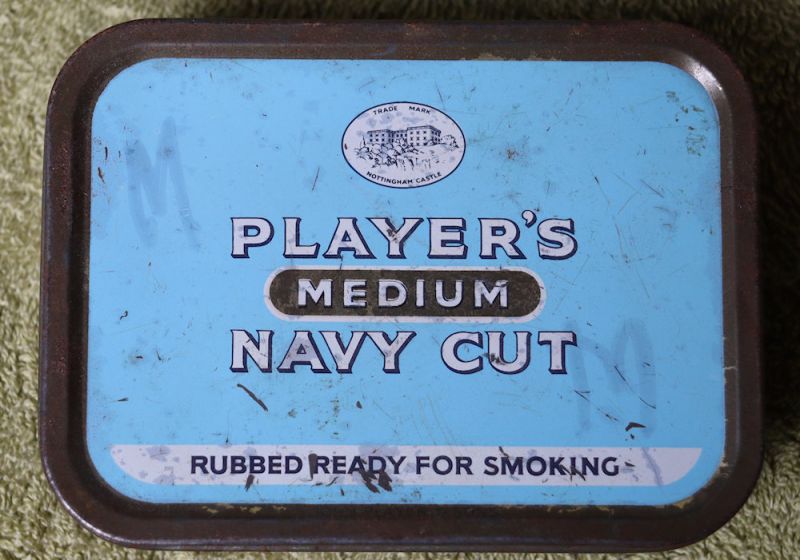 TRADE MARK
NOTTINGHAM CASTLE
PLAYER'S
MEDIUM
NAVY CUT
RUBBED READY FOR SMOKING
M
M